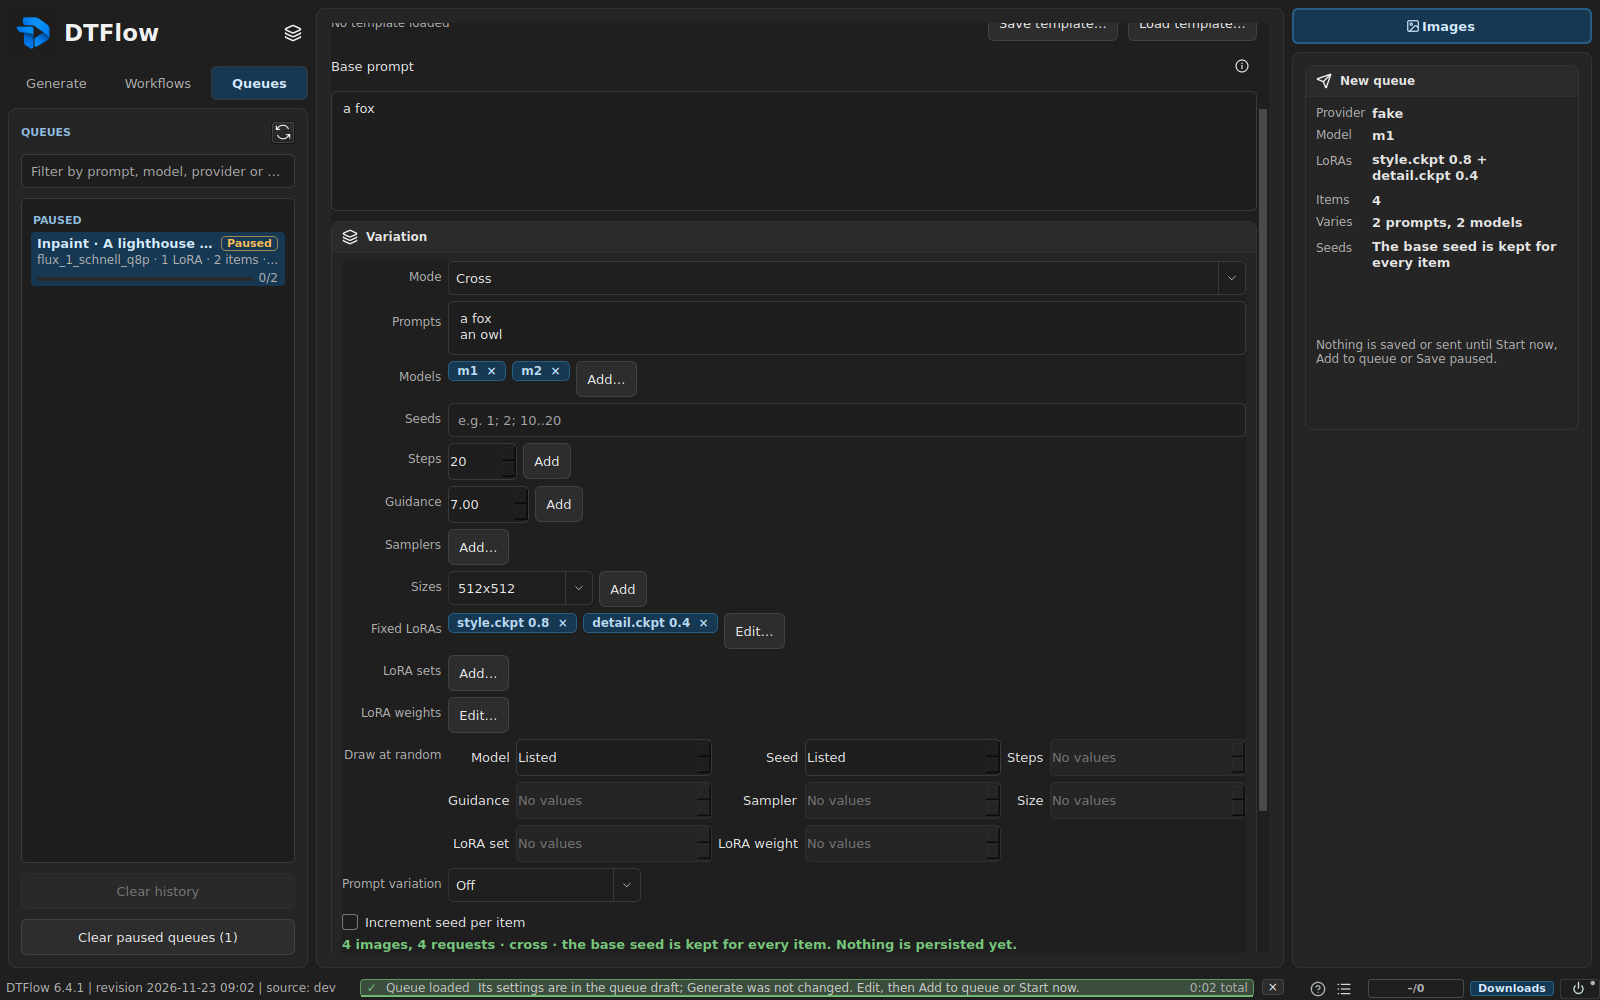 DTFlow
Generate
Workflows
Queues
QUEUES
Filter by prompt, model, provider or ...
PAUSED
Inpaint · A lighthouse ...
Paused
flux_1_schnell_q8p · 1 LoRA · 2 items ·...
0/2
Clear history
Clear paused queues (1)
No template loaded
Save template...
Load template...
Base prompt
a fox
Variation
Mode
Cross
Prompts
a fox
an owl
Models
m1 ×
m2 ×
Add...
Seeds
e.g. 1; 2; 10..20
Steps
20
Add
Guidance
7.00
Add
Samplers
Add...
Sizes
512x512
Add
Fixed LoRAs
style.ckpt 0.8 ×
detail.ckpt 0.4 ×
Edit...
LoRA sets
Add...
LoRA weights
Edit...
Draw at random
Model
Listed
Seed
Listed
Steps
No values
Guidance
No values
Sampler
No values
Size
No values
LoRA set
No values
LoRA weight
No values
Prompt variation
Off
Increment seed per item
4 images, 4 requests · cross · the base seed is kept for every item. Nothing is persisted yet.
Images
New queue
Provider
fake
Model
m1
LoRAs
style.ckpt 0.8 +
detail.ckpt 0.4
Items
4
Varies
2 prompts, 2 models
Seeds
The base seed is kept for
every item
Nothing is saved or sent until Start now,
Add to queue or Save paused.
DTFlow 6.4.1 | revision 2026-11-23 09:02 | source: dev
✓ Queue loaded Its settings are in the queue draft; Generate was not changed. Edit, then Add to queue or Start now.
0:02 total
×
–/0
Downloads